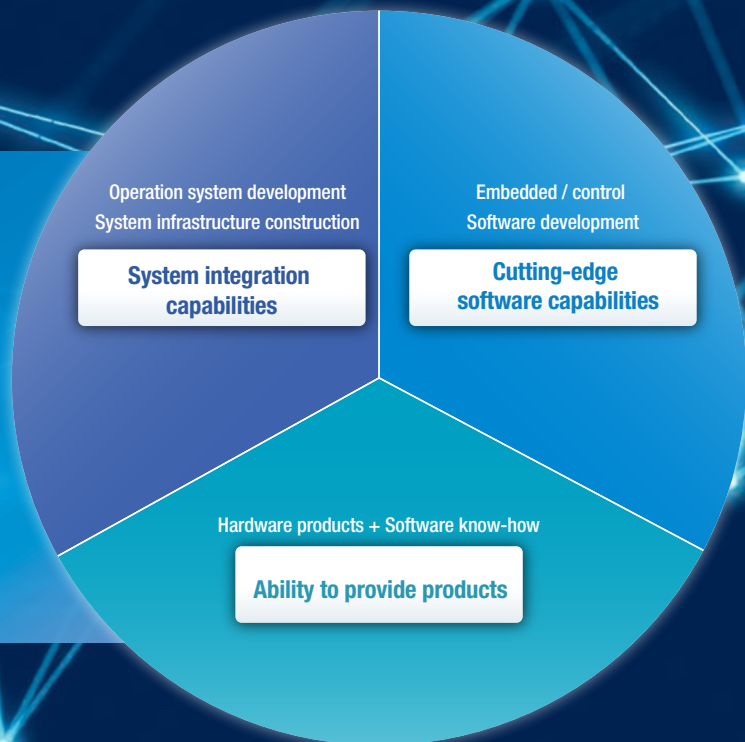 Operation system development
System infrastructure construction
System integration
capabilities
Embedded / control
Software development
Cutting-edge
software capabilities
Hardware products + Software know-how
Ability to provide products